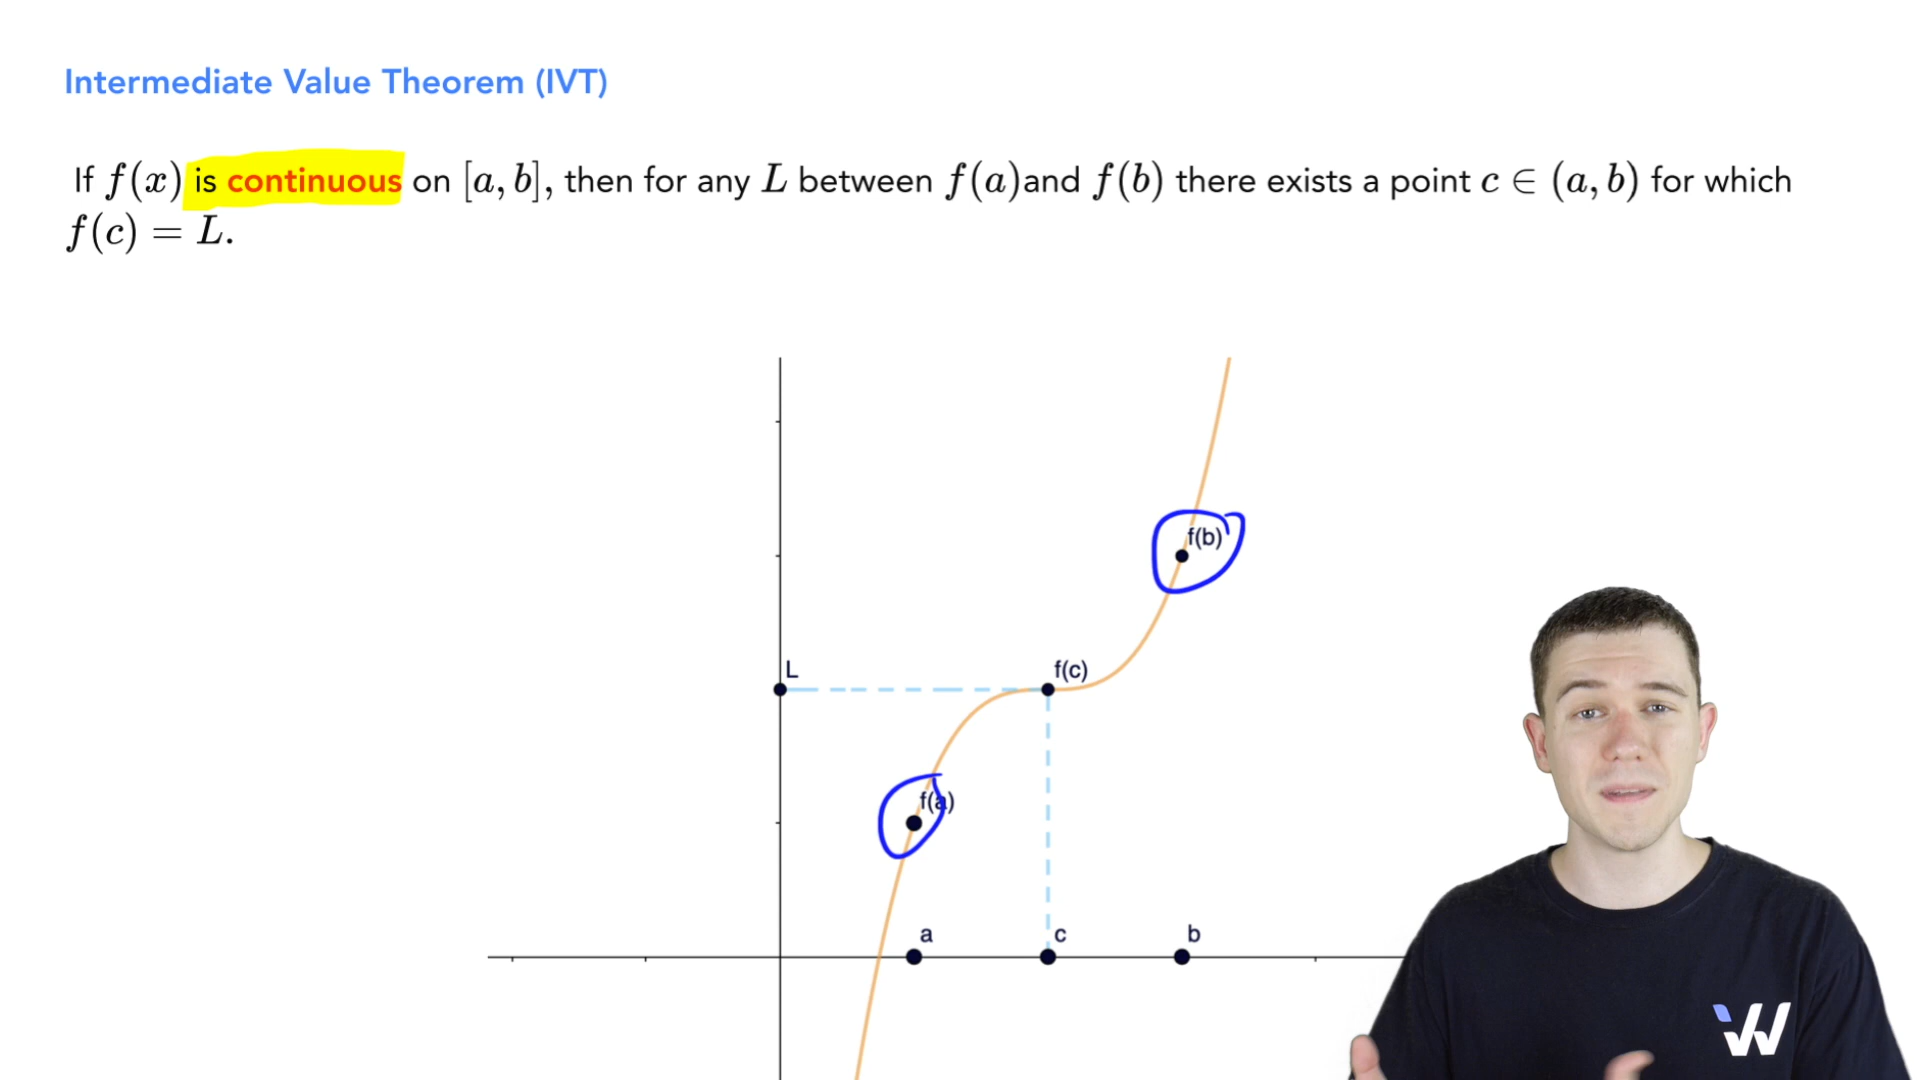 Intermediate Value Theorem (IVT)
If f(x) is continuous on [a, b], then for any L between f(a)and f(b) there exists a point c ∈ (a, b) for which
f(c) = L.
f(b)
L
f(c)
f(a)
a
c
b
W